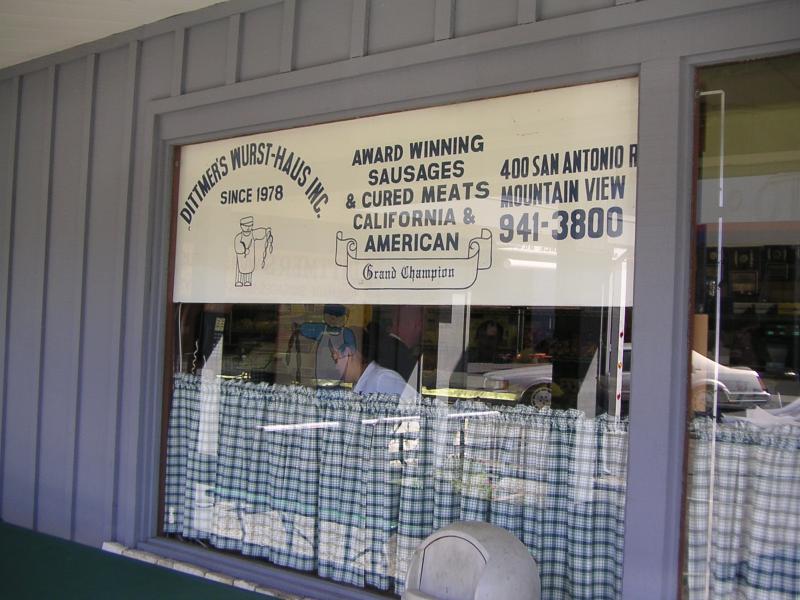 DITTMER'S WURST-HAUS INC.
SINCE 1978
AWARD WINNING
SAUSAGES
& CURED MEATS
CALIFORNIA &
AMERICAN
Grand Champion
400 SAN ANTONIO R
MOUNTAIN VIEW
941-3800